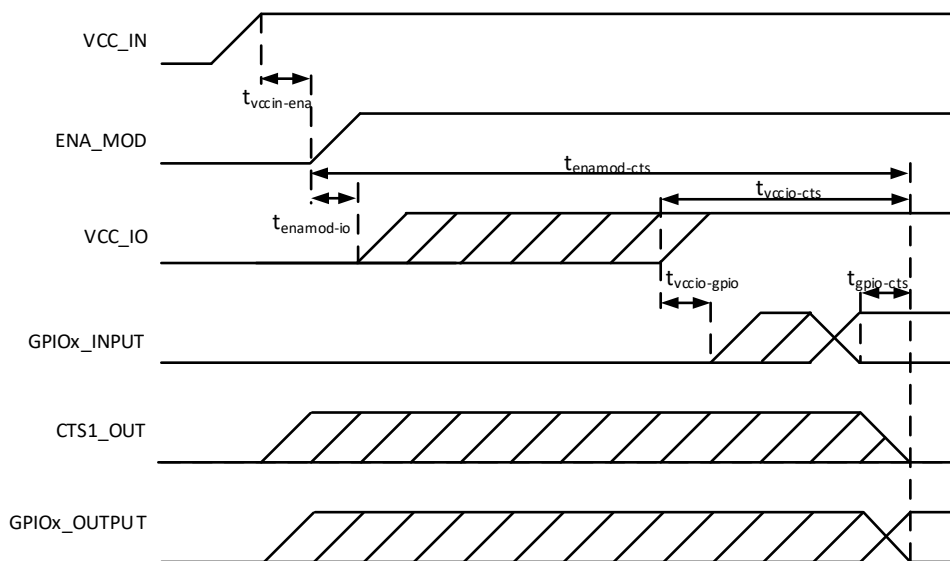 VCC_IN
tvccin-ena
ENA_MOD
tenamod-cts
tvccio-cts
tenamod-io
VCC_IO
tvccio-gpio
tgpio-cts
GPIOx_INPUT
CTS1_OUT
GPIOx_OUTPUT